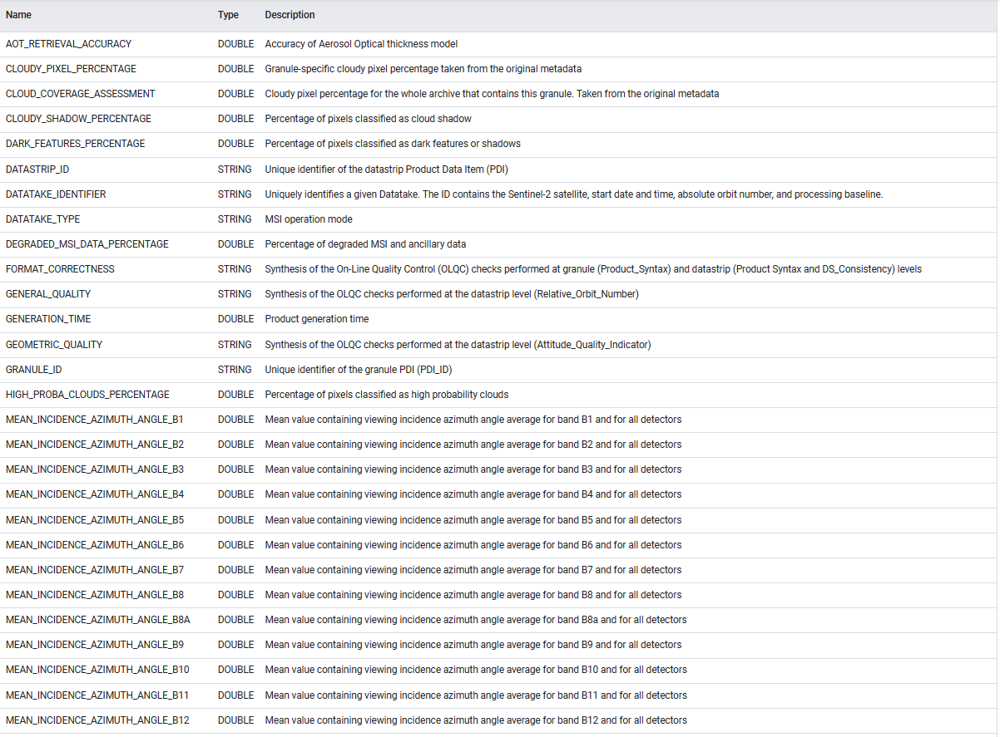 Name Type Description
AOT_RETRIEVAL_ACCURACY DOUBLE Accuracy of Aerosol Optical thickness model
CLOUDY_PIXEL_PERCENTAGE DOUBLE Granule-specific cloudy pixel percentage taken from the original metadata
CLOUD_COVERAGE_ASSESSMENT DOUBLE Cloudy pixel percentage for the whole archive that contains this granule. Taken from the original metadata
CLOUDY_SHADOW_PERCENTAGE DOUBLE Percentage of pixels classified as cloud shadow
DARK_FEATURES_PERCENTAGE DOUBLE Percentage of pixels classified as dark features or shadows
DATASTRIP_ID STRING Unique identifier of the datastrip Product Data Item (PDI)
DATATAKE_IDENTIFIER STRING Uniquely identifies a given Datatake. The ID contains the Sentinel-2 satellite, start date and time, absolute orbit number, and processing baseline.
DATATAKE_TYPE STRING MSI operation mode
DEGRADED_MSI_DATA_PERCENTAGE DOUBLE Percentage of degraded MSI and ancillary data
FORMAT_CORRECTNESS STRING Synthesis of the On-Line Quality Control (OLQC) checks performed at granule (Product_Syntax) and datastrip (Product Syntax and DS_Consistency) levels
GENERAL_QUALITY STRING Synthesis of the OLQC checks performed at the datastrip level (Relative_Orbit_Number)
GENERATION_TIME DOUBLE Product generation time
GEOMETRIC_QUALITY STRING Synthesis of the OLQC checks performed at the datastrip level (Attitude_Quality_Indicator)
GRANULE_ID STRING Unique identifier of the granule PDI (PDI_ID)
HIGH_PROBA_CLOUDS_PERCENTAGE DOUBLE Percentage of pixels classified as high probability clouds
MEAN_INCIDENCE_AZIMUTH_ANGLE_B1 DOUBLE Mean value containing viewing incidence azimuth angle average for band B1 and for all detectors
MEAN_INCIDENCE_AZIMUTH_ANGLE_B2 DOUBLE Mean value containing viewing incidence azimuth angle average for band B2 and for all detectors
MEAN_INCIDENCE_AZIMUTH_ANGLE_B3 DOUBLE Mean value containing viewing incidence azimuth angle average for band B3 and for all detectors
MEAN_INCIDENCE_AZIMUTH_ANGLE_B4 DOUBLE Mean value containing viewing incidence azimuth angle average for band B4 and for all detectors
MEAN_INCIDENCE_AZIMUTH_ANGLE_B5 DOUBLE Mean value containing viewing incidence azimuth angle average for band B5 and for all detectors
MEAN_INCIDENCE_AZIMUTH_ANGLE_B6 DOUBLE Mean value containing viewing incidence azimuth angle average for band B6 and for all detectors
MEAN_INCIDENCE_AZIMUTH_ANGLE_B7 DOUBLE Mean value containing viewing incidence azimuth angle average for band B7 and for all detectors
MEAN_INCIDENCE_AZIMUTH_ANGLE_B8 DOUBLE Mean value containing viewing incidence azimuth angle average for band B8 and for all detectors
MEAN_INCIDENCE_AZIMUTH_ANGLE_B8A DOUBLE Mean value containing viewing incidence azimuth angle average for band B8a and for all detectors
MEAN_INCIDENCE_AZIMUTH_ANGLE_B9 DOUBLE Mean value containing viewing incidence azimuth angle average for band B9 and for all detectors
MEAN_INCIDENCE_AZIMUTH_ANGLE_B10 DOUBLE Mean value containing viewing incidence azimuth angle average for band B10 and for all detectors
MEAN_INCIDENCE_AZIMUTH_ANGLE_B11 DOUBLE Mean value containing viewing incidence azimuth angle average for band B11 and for all detectors
MEAN_INCIDENCE_AZIMUTH_ANGLE_B12 DOUBLE Mean value containing viewing incidence azimuth angle average for band B12 and for all detectors